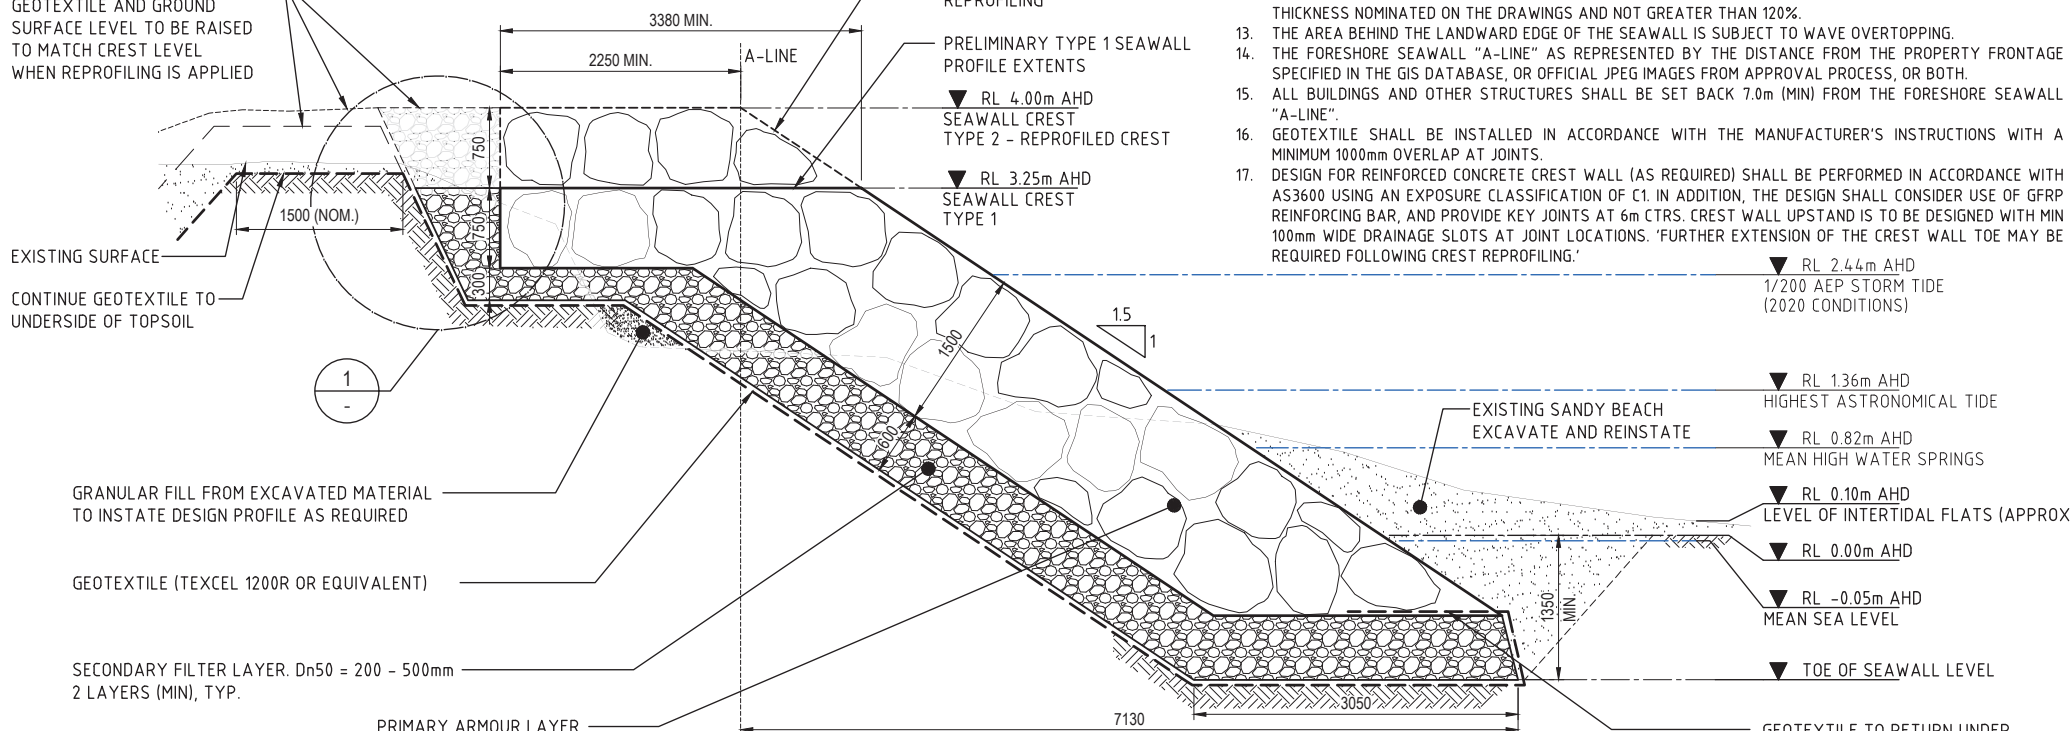 GEOTEXTILE AND GROUND
SURFACE LEVEL TO BE RAISED
TO MATCH CREST LEVEL
WHEN REPROFILING IS APPLIED
EXISTING SURFACE
CONTINUE GEOTEXTILE TO
UNDERSIDE OF TOPSOIL
1500 (NOM.)
1
-
GRANULAR FILL FROM EXCAVATED MATERIAL
TO INSTATE DESIGN PROFILE AS REQUIRED
GEOTEXTILE (TEXCEL 1200R OR EQUIVALENT)
SECONDARY FILTER LAYER. Dn50 = 200 - 500mm
2 LAYERS (MIN), TYP.
PRIMARY ARMOUR LAYER
3380 MIN.
2250 MIN.
A-LINE
750
750
300
1500
600
1.5
1
7130
3050
1350
MIN.
REPROFILING
PRELIMINARY TYPE 1 SEAWALL
PROFILE EXTENTS
RL 4.00m AHD
SEAWALL CREST
TYPE 2 - REPROFILED CREST
RL 3.25m AHD
SEAWALL CREST
TYPE 1
EXISTING SANDY BEACH
EXCAVATE AND REINSTATE
THICKNESS NOMINATED ON THE DRAWINGS AND NOT GREATER THAN 120%.
13. THE AREA BEHIND THE LANDWARD EDGE OF THE SEAWALL IS SUBJECT TO WAVE OVERTOPPING.
14. THE FORESHORE SEAWALL "A-LINE" AS REPRESENTED BY THE DISTANCE FROM THE PROPERTY FRONTAGE
SPECIFIED IN THE GIS DATABASE, OR OFFICIAL JPEG IMAGES FROM APPROVAL PROCESS, OR BOTH.
15. ALL BUILDINGS AND OTHER STRUCTURES SHALL BE SET BACK 7.0m (MIN) FROM THE FORESHORE SEAWALL
"A-LINE".
16. GEOTEXTILE SHALL BE INSTALLED IN ACCORDANCE WITH THE MANUFACTURER'S INSTRUCTIONS WITH A
MINIMUM 1000mm OVERLAP AT JOINTS.
17. DESIGN FOR REINFORCED CONCRETE CREST WALL (AS REQUIRED) SHALL BE PERFORMED IN ACCORDANCE WITH
AS3600 USING AN EXPOSURE CLASSIFICATION OF C1. IN ADDITION, THE DESIGN SHALL CONSIDER USE OF GFRP
REINFORCING BAR, AND PROVIDE KEY JOINTS AT 6m CTRS. CREST WALL UPSTAND IS TO BE DESIGNED WITH MIN
100mm WIDE DRAINAGE SLOTS AT JOINT LOCATIONS. 'FURTHER EXTENSION OF THE CREST WALL TOE MAY BE
REQUIRED FOLLOWING CREST REPROFILING.'
RL 2.44m AHD
1/200 AEP STORM TIDE
(2020 CONDITIONS)
RL 1.36m AHD
HIGHEST ASTRONOMICAL TIDE
RL 0.82m AHD
MEAN HIGH WATER SPRINGS
RL 0.10m AHD
LEVEL OF INTERTIDAL FLATS (APPROX
RL 0.00m AHD
RL -0.05m AHD
MEAN SEA LEVEL
TOE OF SEAWALL LEVEL
GEOTEXTILE TO RETURN UNDER